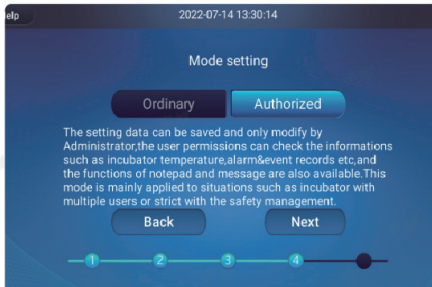 elp
2022-07-14 13:30:14
Mode setting
Ordinary Authorized
The setting data can be saved and only modify by
Administrator,the user permissions can check the informations
such as incubator temperature,alarm&event records etc,and
the functions of notepad and message are also available.This
mode is mainly applied to situations such as incubator with
multiple users or strict with the safety management.
Back Next
1 2 3 4